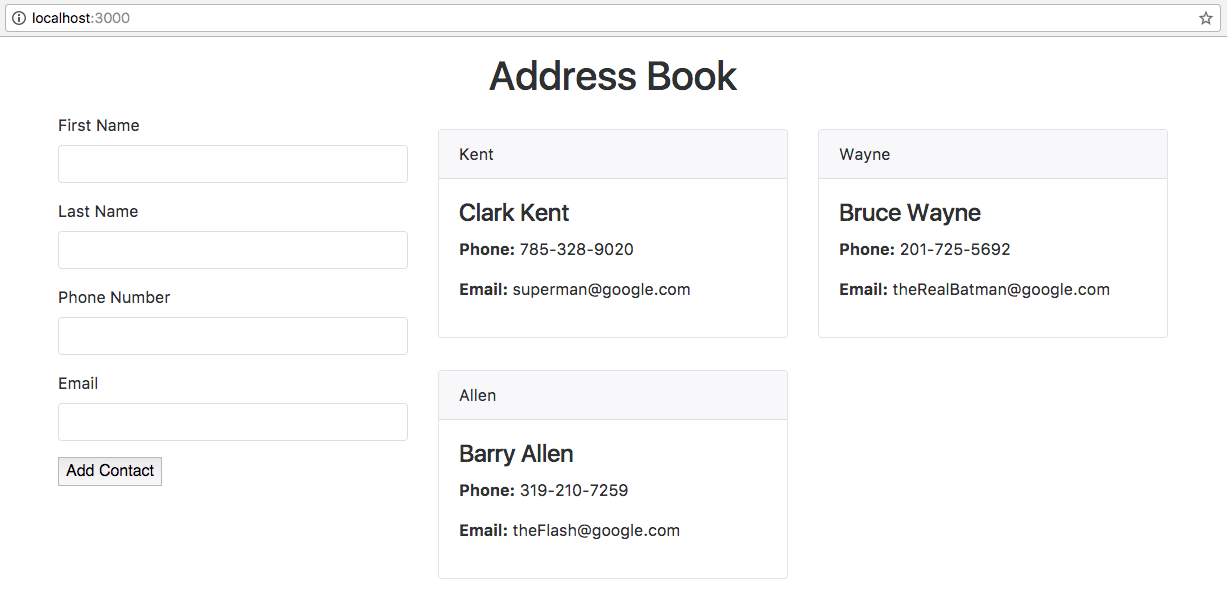 localhost:3000
Address Book
First Name
Last Name
Phone Number
Email
Add Contact
Kent
Clark Kent
Phone: 785-328-9020
Email: superman@google.com
Wayne
Bruce Wayne
Phone: 201-725-5692
Email: theRealBatman@google.com
Allen
Barry Allen
Phone: 319-210-7259
Email: theFlash@google.com